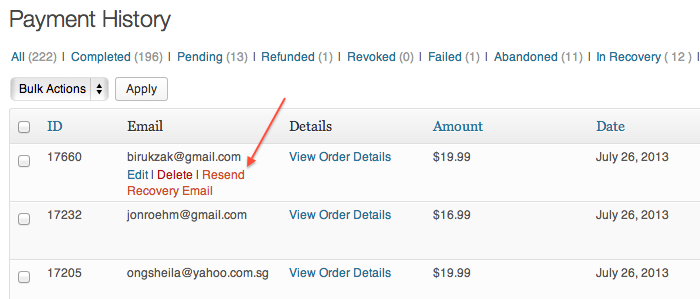 Payment History
All (222) | Completed (196) | Pending (13) | Refunded (1) | Revoked (0) | Failed (1) | Abandoned (11) | In Recovery ( 12 ) |
Bulk Actions Apply
ID Email Details Amount Date
17660 birukzak@gmail.com View Order Details $19.99 July 26, 2013
Edit | Delete | Resend
Recovery Email
17232 jonroehm@gmail.com View Order Details $16.99 July 26, 2013
17205 ongsheila@yahoo.com.sg View Order Details $19.99 July 26, 2013